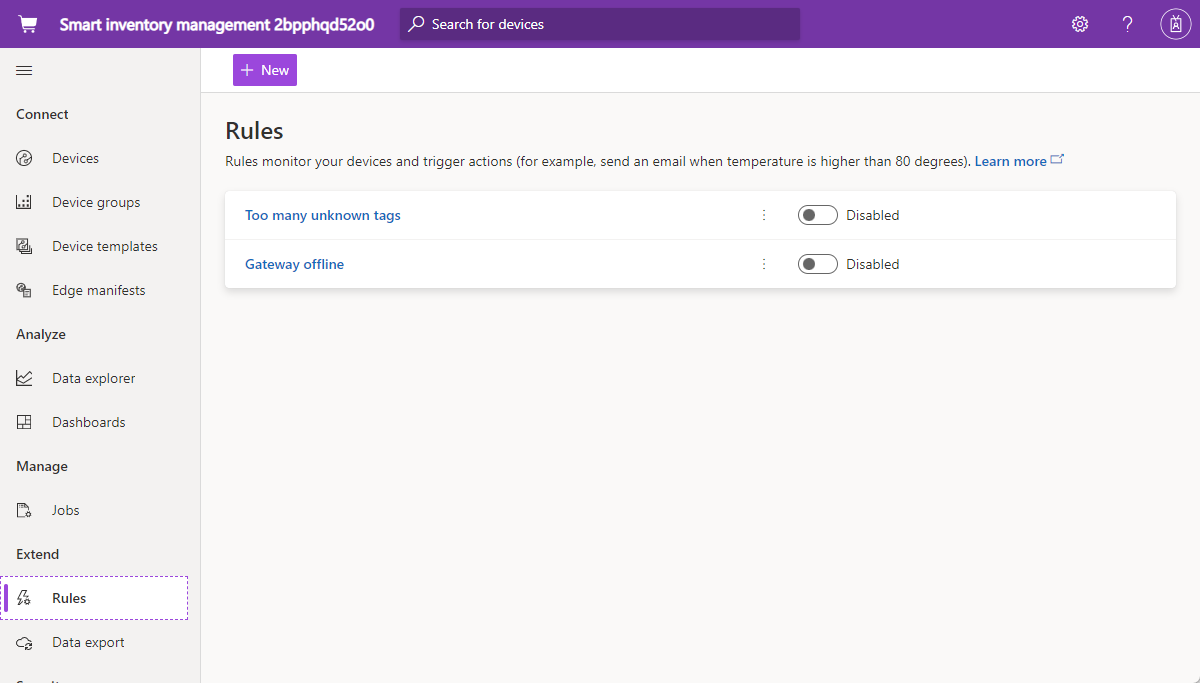 Smart inventory management 2bpphqd52o0
Search for devices
?
New
Connect
Devices
Device groups
Device templates
Edge manifests
Analyze
Data explorer
Dashboards
Manage
Jobs
Extend
Rules
Data export
Rules
Rules monitor your devices and trigger actions (for example, send an email when temperature is higher than 80 degrees). Learn more
Too many unknown tags
Disabled
Gateway offline
Disabled